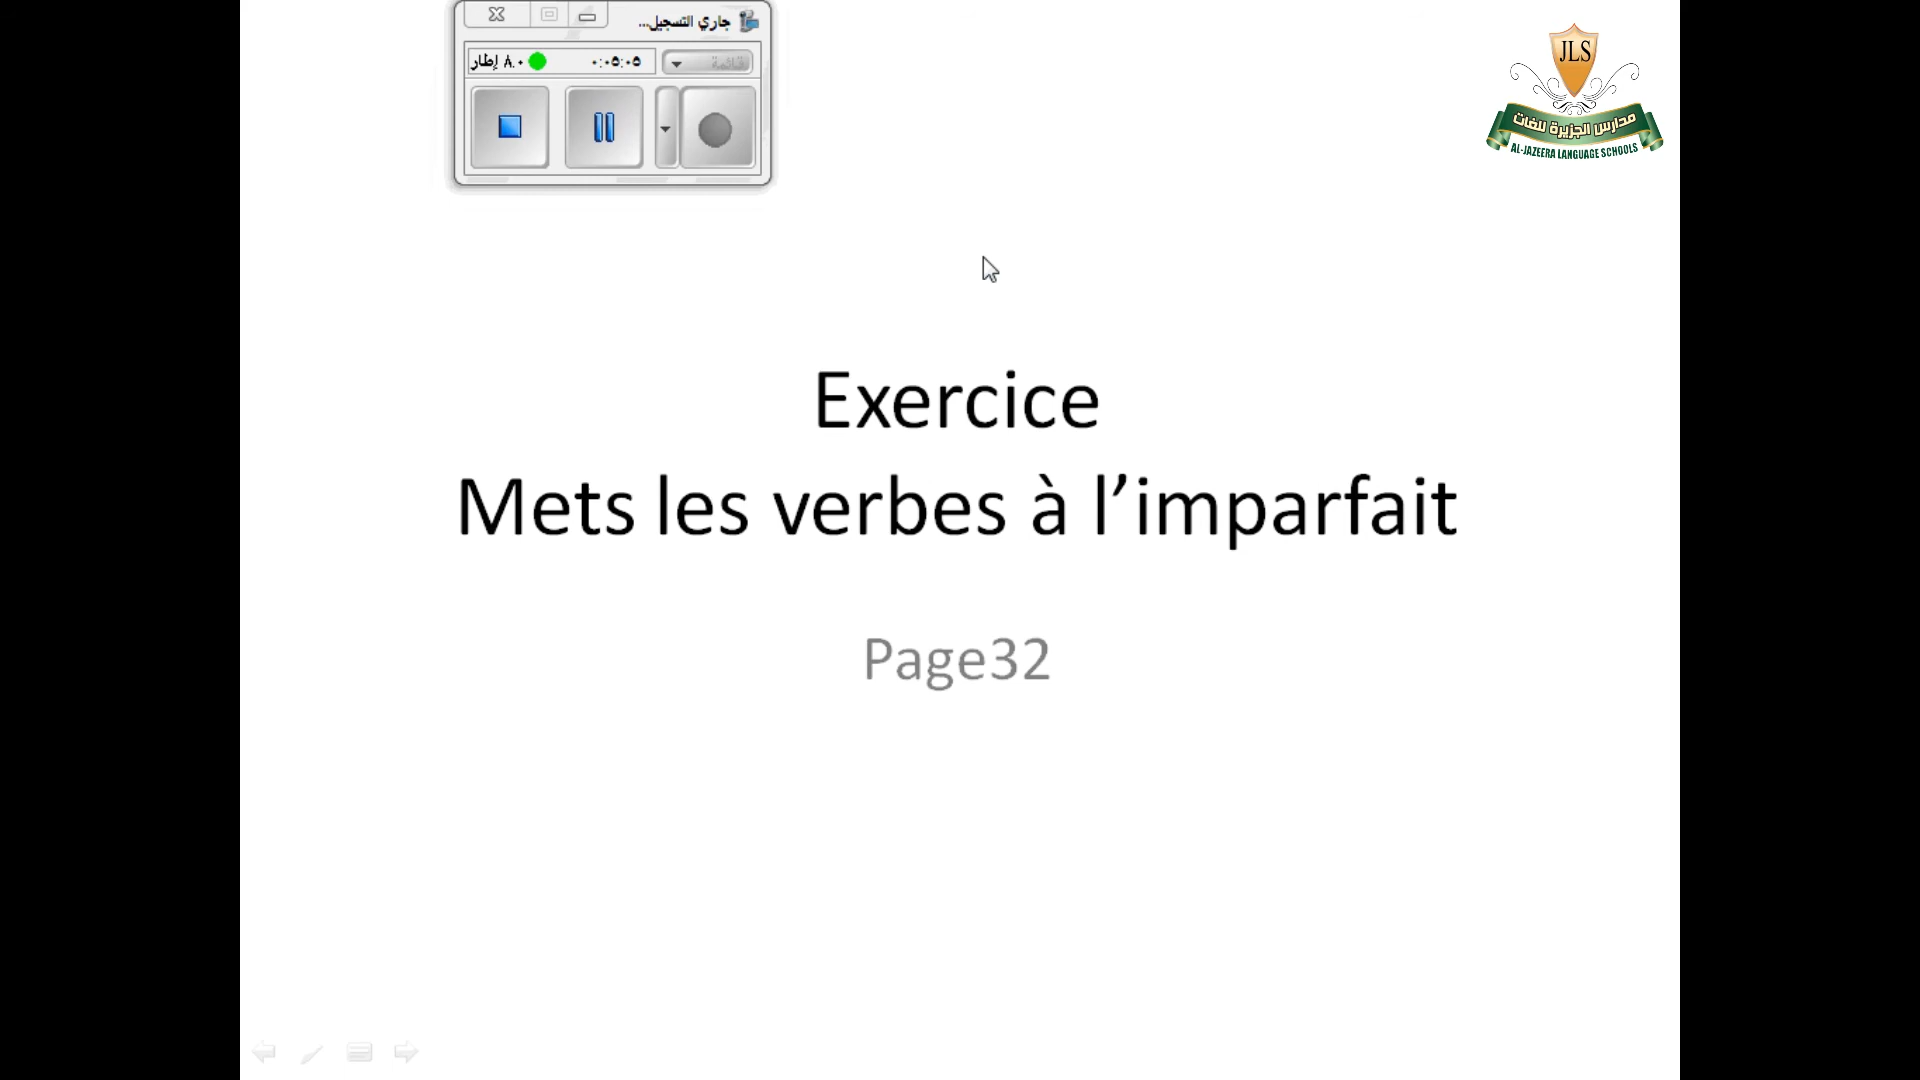 جاري التسجيل...
٨.٠ إطار
٠:٠٥:٠٥
قائمة
JLS
مدارس الجزيرة للغات
AL-JAZEERA LANGUAGE SCHOOLS
Exercice
Mets les verbes à l’imparfait
Page32